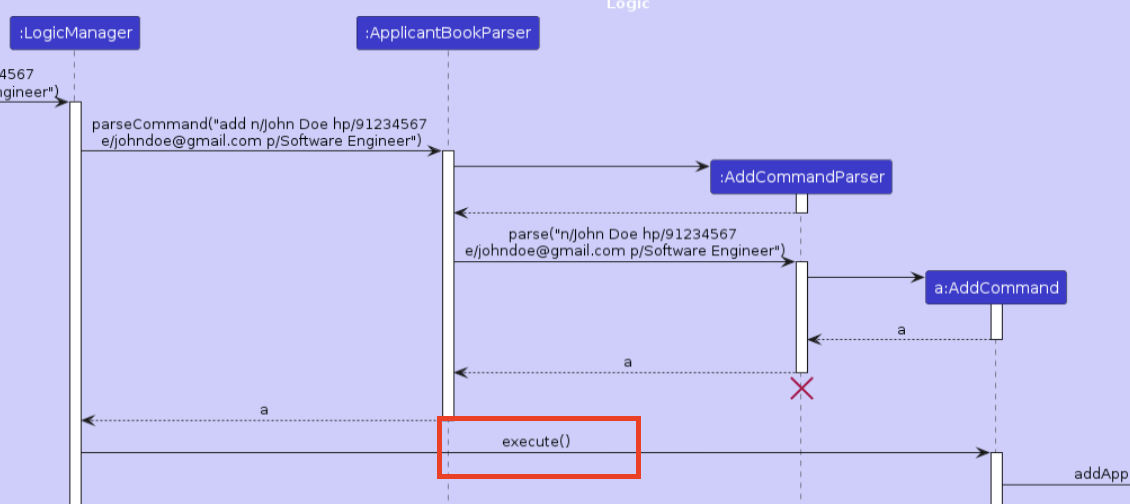 Logic
:LogicManager
:ApplicantBookParser
4567
ngineer")
parseCommand("add n/John Doe hp/91234567
e/johndoe@gmail.com p/Software Engineer")
:AddCommandParser
parse("n/John Doe hp/91234567
e/johndoe@gmail.com p/Software Engineer")
a:AddCommand
a
a
a
execute()
addApp